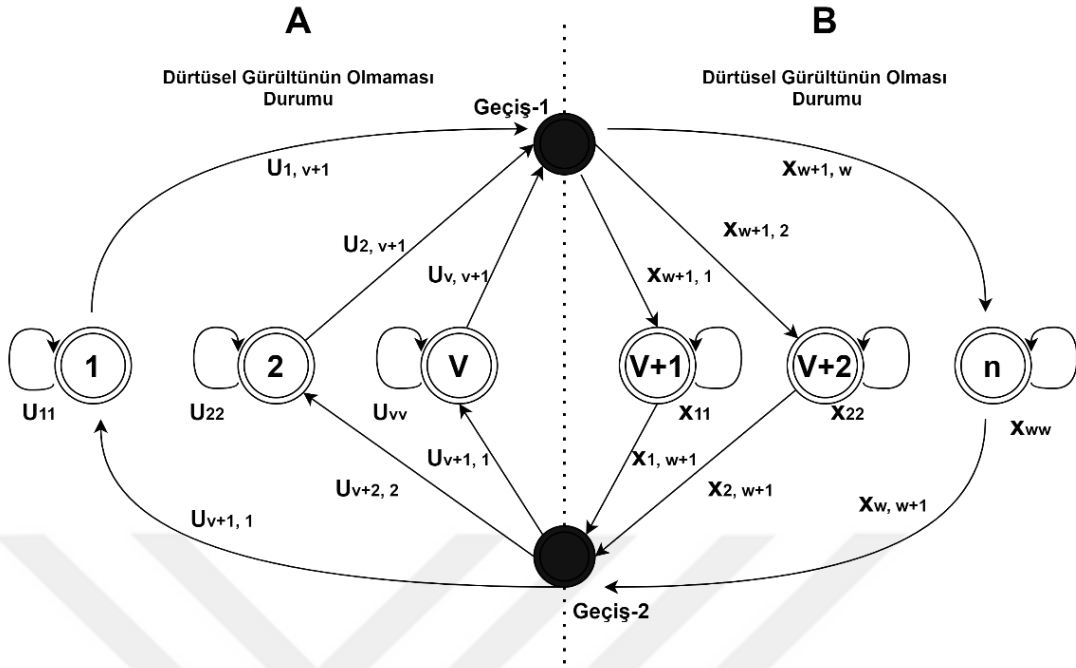 A
B
Dürtüsel Gürültünün Olmaması
Durumu
Dürtüsel Gürültünün Olması
Durumu
Geçiş-1
U1, v+1
xw+1, w
U2, v+1
xw+1, 2
Uv, v+1
xw+1, 1
1
2
V
V+1
V+2
n
U11
U22
Uvv
x11
x22
xww
Uv+1, 1
x1, w+1
Uv+2, 2
x2, w+1
Uv+1, 1
xw, w+1
Geçiş-2